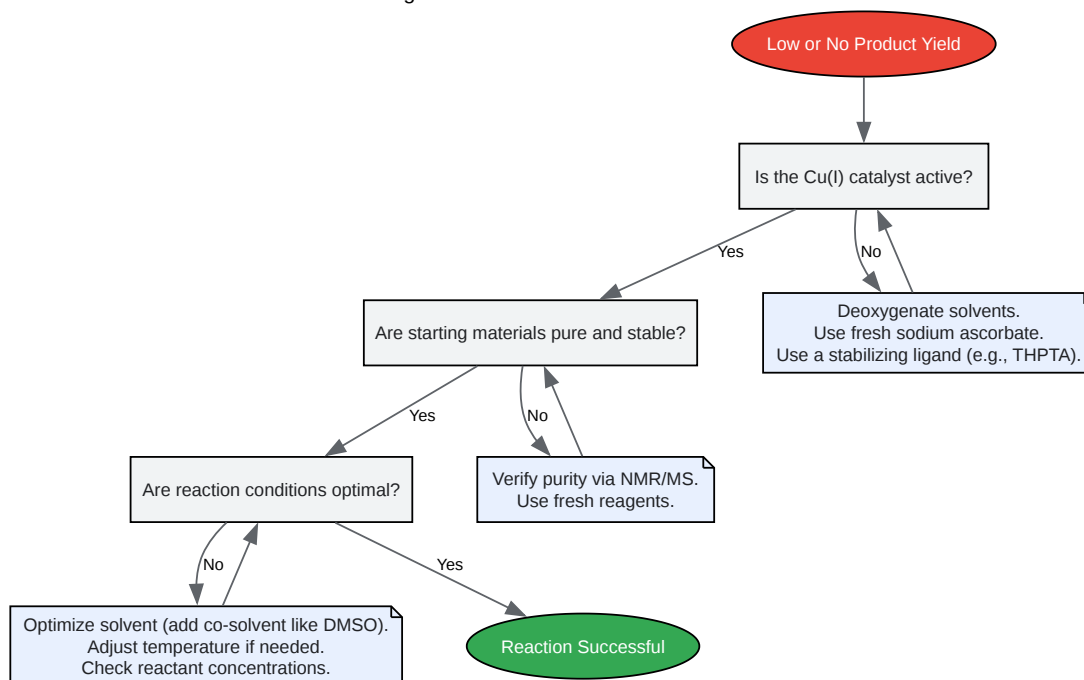 Low or No Product Yield
Is the Cu(I) catalyst active?
Yes
No
Deoxygenate solvents.
Use fresh sodium ascorbate.
Use a stabilizing ligand (e.g., THPTA).
Are starting materials pure and stable?
Yes
No
Verify purity via NMR/MS.
Use fresh reagents.
Are reaction conditions optimal?
No
Yes
Optimize solvent (add co-solvent like DMSO).
Adjust temperature if needed.
Check reactant concentrations.
Reaction Successful